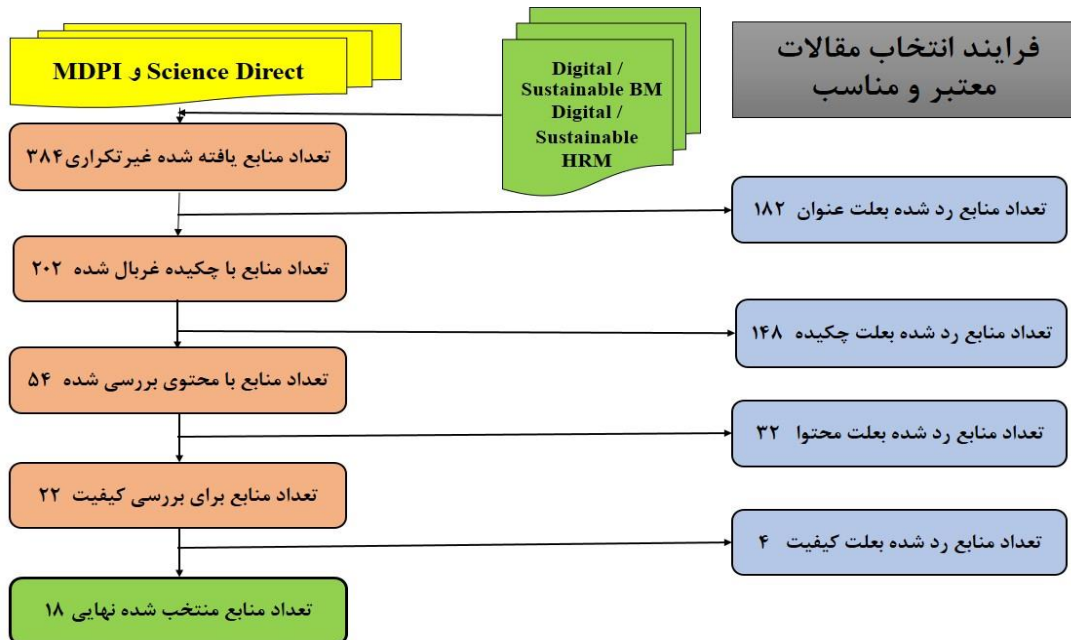 فرایند انتخاب مقالات
معتبر و مناسب
Digital /
Sustainable BM
Digital /
Sustainable
HRM
MDPI و Science Direct
تعداد منابع یافته شده غیرتکراری ۳۸۴
تعداد منابع رد شده بعلت عنوان ۱۸۲
تعداد منابع با چکیده غربال شده ۲۰۲
تعداد منابع رد شده بعلت چکیده ۱۴۸
تعداد منابع با محتوی بررسی شده ۵۴
تعداد منابع رد شده بعلت محتوا ۳۲
تعداد منابع برای بررسی کیفیت ۲۲
تعداد منابع رد شده بعلت کیفیت ۴
تعداد منابع منتخب شده نهایی ۱۸